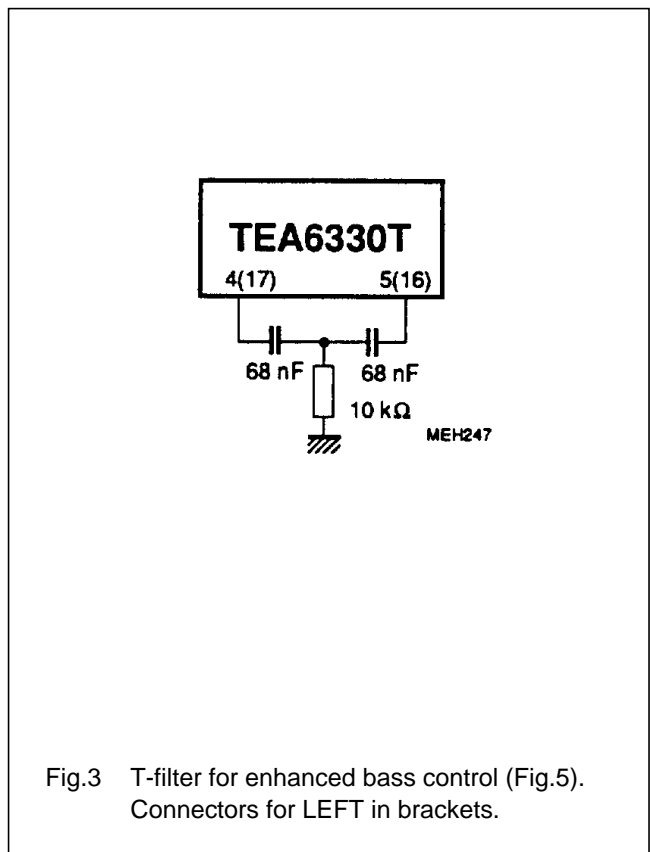 TEA6330T
4(17) 5(16)
68 nF 68 nF
10 kΩ
MEH247
Fig.3 T-filter for enhanced bass control (Fig.5).
Connectors for LEFT in brackets.